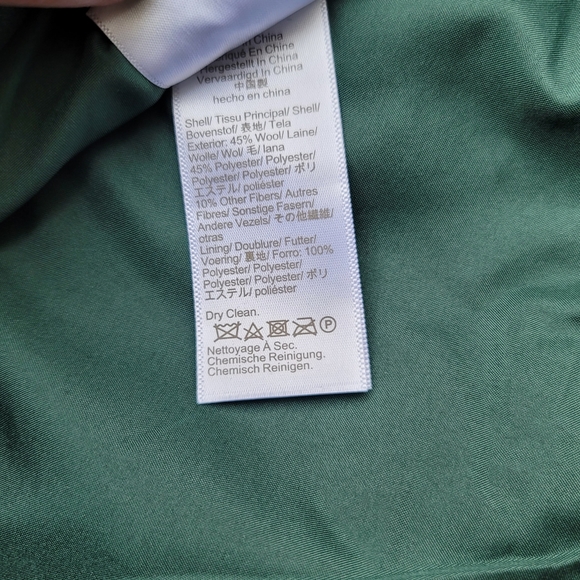 China
En Chine
Hergestellt In China
Vervaardigd In China
中国製
hecho en china
Shell/ Tissu Principal/ Shell/
Bovenstof/ 表地/ Tela
Exterior: 45% Wool/ Laine/
Wolle/ Wol/ 毛/ lana
45% Polyester/ Polyester/
Polyester/ Polyester/ ポリ
エステル/ poliéster
10% Other Fibers/ Autres
Fibres/ Sonstige Fasern/
Andere Vezels/ その他繊維/
otras
Lining/ Doublure/ Futter/
Voering/ 裏地/ Forro: 100%
Polyester/ Polyester/
Polyester/ Polyester/ ポリ
エステル/ poliéster
Dry Clean.
P
Nettoyage À Sec.
Chemische Reinigung.
Chemisch Reinigen.